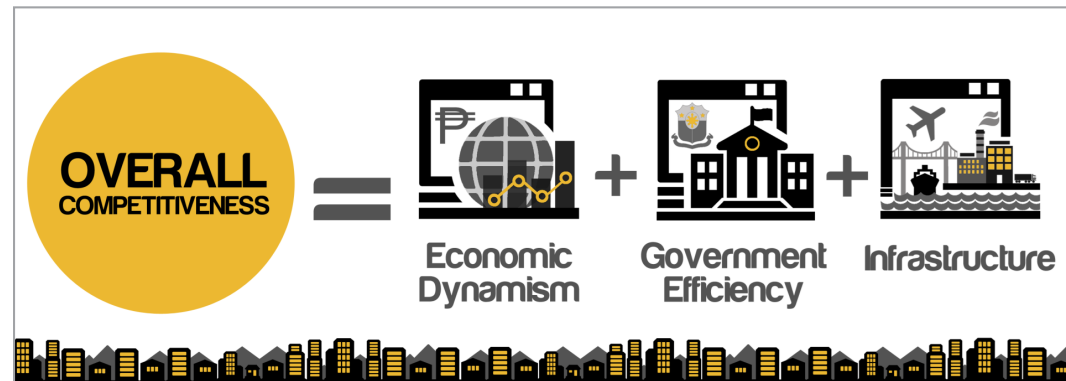 OVERALL
COMPETITIVENESS
=
₱
+
+
Economic
Dynamism
Government
Efficiency
Infrastructure